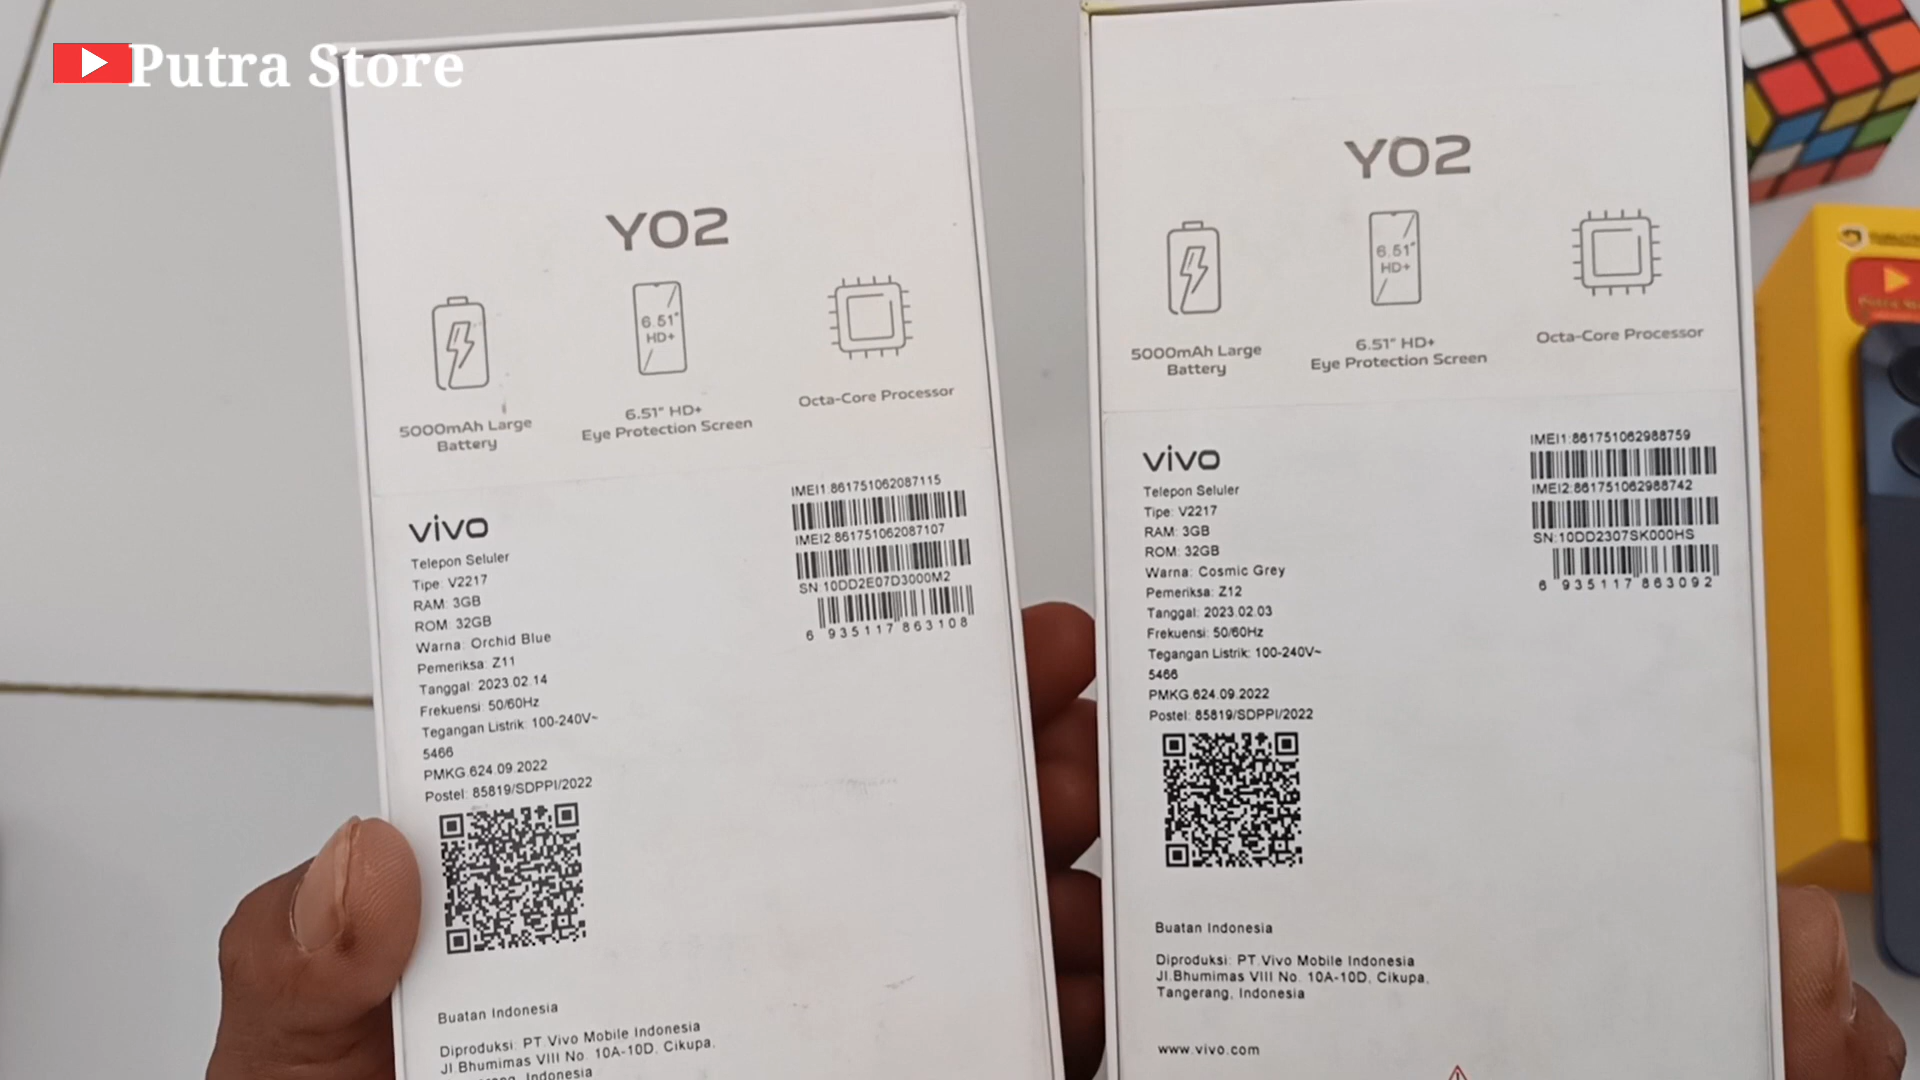 Putra Store
Y02
6.51"
HD+
5000mAh Large
Battery
6.51" HD+
Eye Protection Screen
Octa-Core Processor
vivo
Telepon Seluler
Tipe: V2217
RAM: 3GB
ROM: 32GB
Warna: Orchid Blue
Pemeriksa: Z11
Tanggal: 2023.02.14
Frekuensi: 50/60Hz
Tegangan Listrik: 100-240V~
5466
PMKG.624.09.2022
Postel: 85819/SDPPI/2022
IMEI1:861751062087115
IMEI2:861751062087107
SN:10DD2E07D3000M2
6 935117 863108
Buatan Indonesia
Diproduksi: PT.Vivo Mobile Indonesia
Jl.Bhumimas VIII No. 10A-10D, Cikupa,
Indonesia
Y02
6.51"
HD+
5000mAh Large
Battery
6.51" HD+
Eye Protection Screen
Octa-Core Processor
vivo
Telepon Seluler
Tipe: V2217
RAM: 3GB
ROM: 32GB
Warna: Cosmic Grey
Pemeriksa: Z12
Tanggal: 2023.02.03
Frekuensi: 50/60Hz
Tegangan Listrik: 100-240V~
5466
PMKG.624.09.2022
Postel: 85819/SDPPI/2022
IMEI1:861751062988759
IMEI2:861751062988742
SN:10DD2307SK000HS
6 935117 863092
Buatan Indonesia
Diproduksi: PT.Vivo Mobile Indonesia
Jl.Bhumimas VIII No. 10A-10D, Cikupa,
Tangerang, Indonesia
www.vivo.com